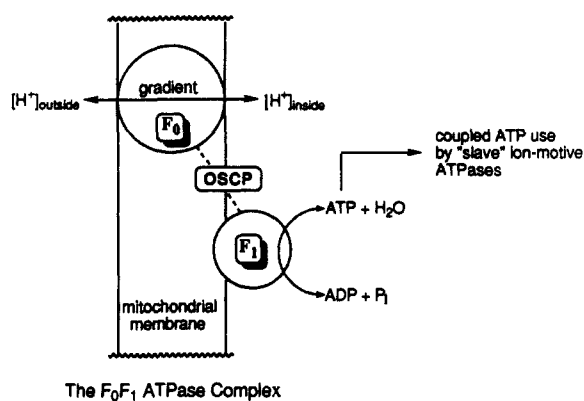 gradient
[H⁺]outside
[H⁺]inside
F₀
OSCP
coupled ATP use
by "slave" ion-motive
ATPases
ATP + H₂O
F₁
ADP + Pᵢ
mitochondrial
membrane
The F₀F₁ ATPase Complex